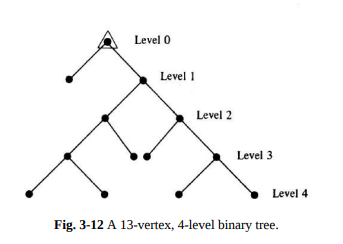 Level 0
Level 1
Level 2
Level 3
Level 4
Fig. 3-12 A 13-vertex, 4-level binary tree.